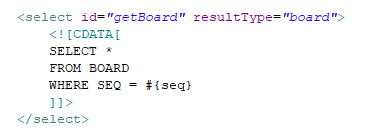 <select id="getBoard" resultType="board">
<![CDATA[
SELECT *
FROM BOARD
WHERE SEQ = #{seq}
]]>
</select>